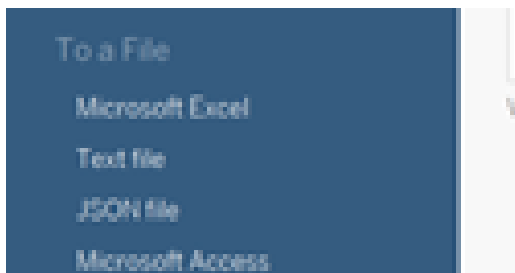 To a File
Microsoft Excel
Text file
JSON file
Microsoft Access